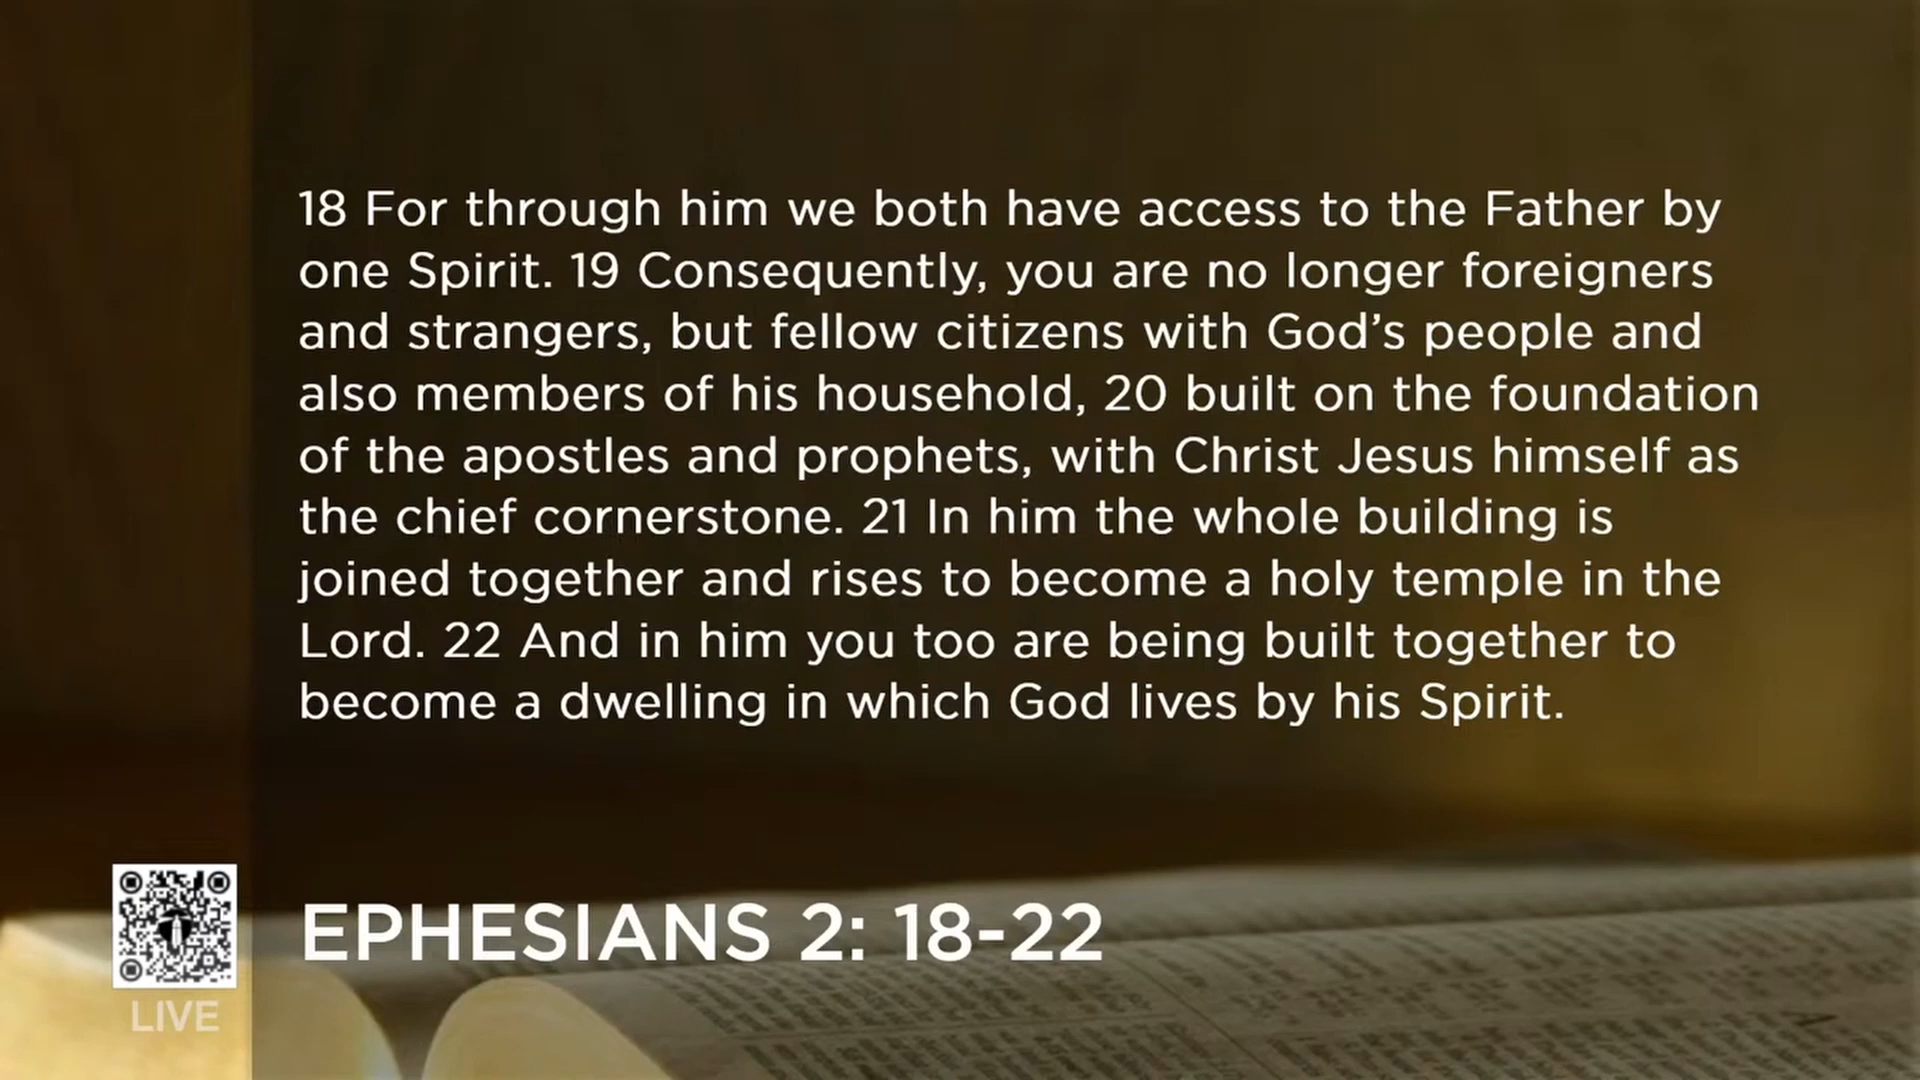 18 For through him we both have access to the Father by
one Spirit. 19 Consequently, you are no longer foreigners
and strangers, but fellow citizens with God’s people and
also members of his household, 20 built on the foundation
of the apostles and prophets, with Christ Jesus himself as
the chief cornerstone. 21 In him the whole building is
joined together and rises to become a holy temple in the
Lord. 22 And in him you too are being built together to
become a dwelling in which God lives by his Spirit.
EPHESIANS 2: 18-22
LIVE